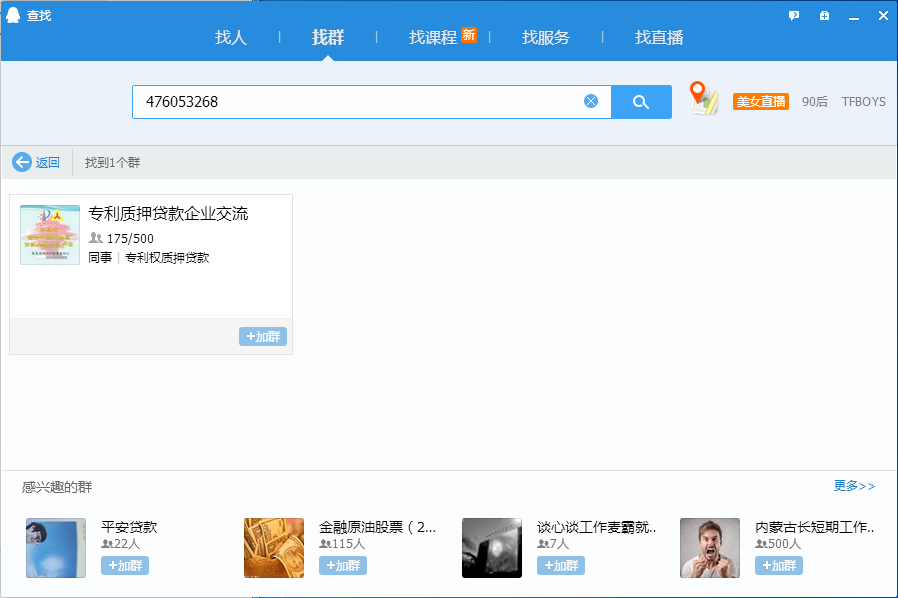 查找
找人 | 找群 | 找课程 新 | 找服务 | 找直播
476053268
美女直播 90后 TFBOYS
返回 找到1个群
专利质押贷款企业交流
175/500
同事 | 专利权质押贷款
+加群
感兴趣的群 更多>>
平安贷款
22人
+加群
金融原油股票（2...
115人
+加群
谈心谈工作麦霸就..
7人
+加群
内蒙古长短期工作..
500人
+加群